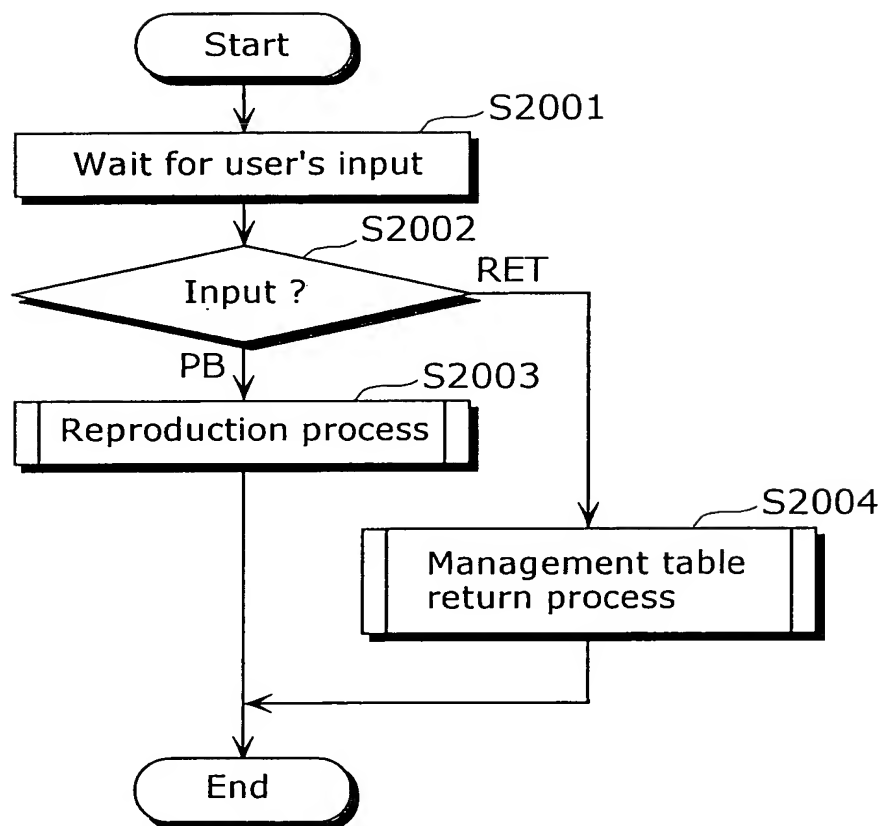 Start
S2001
Wait for user's input
S2002
Input ?
RET
PB
S2003
Reproduction process
S2004
Management table
return process
End